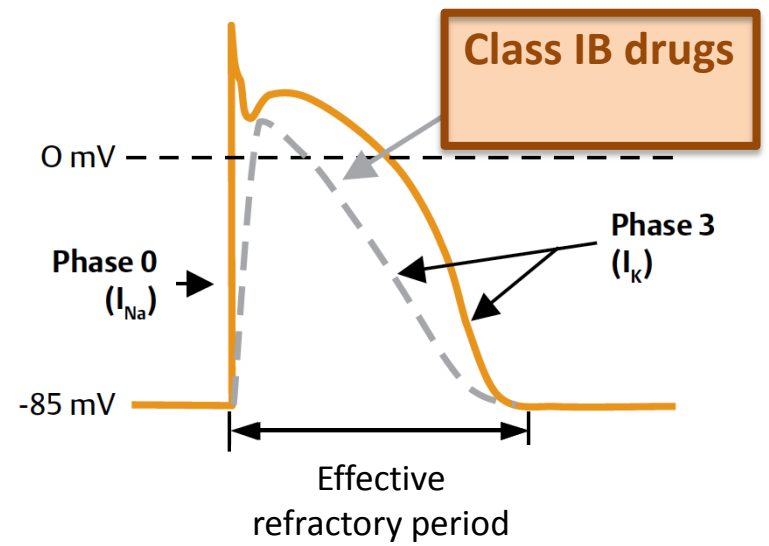 Class IB drugs
O mV
Phase 3
(IK)
Phase 0
(INa)
-85 mV
Effective
refractory period